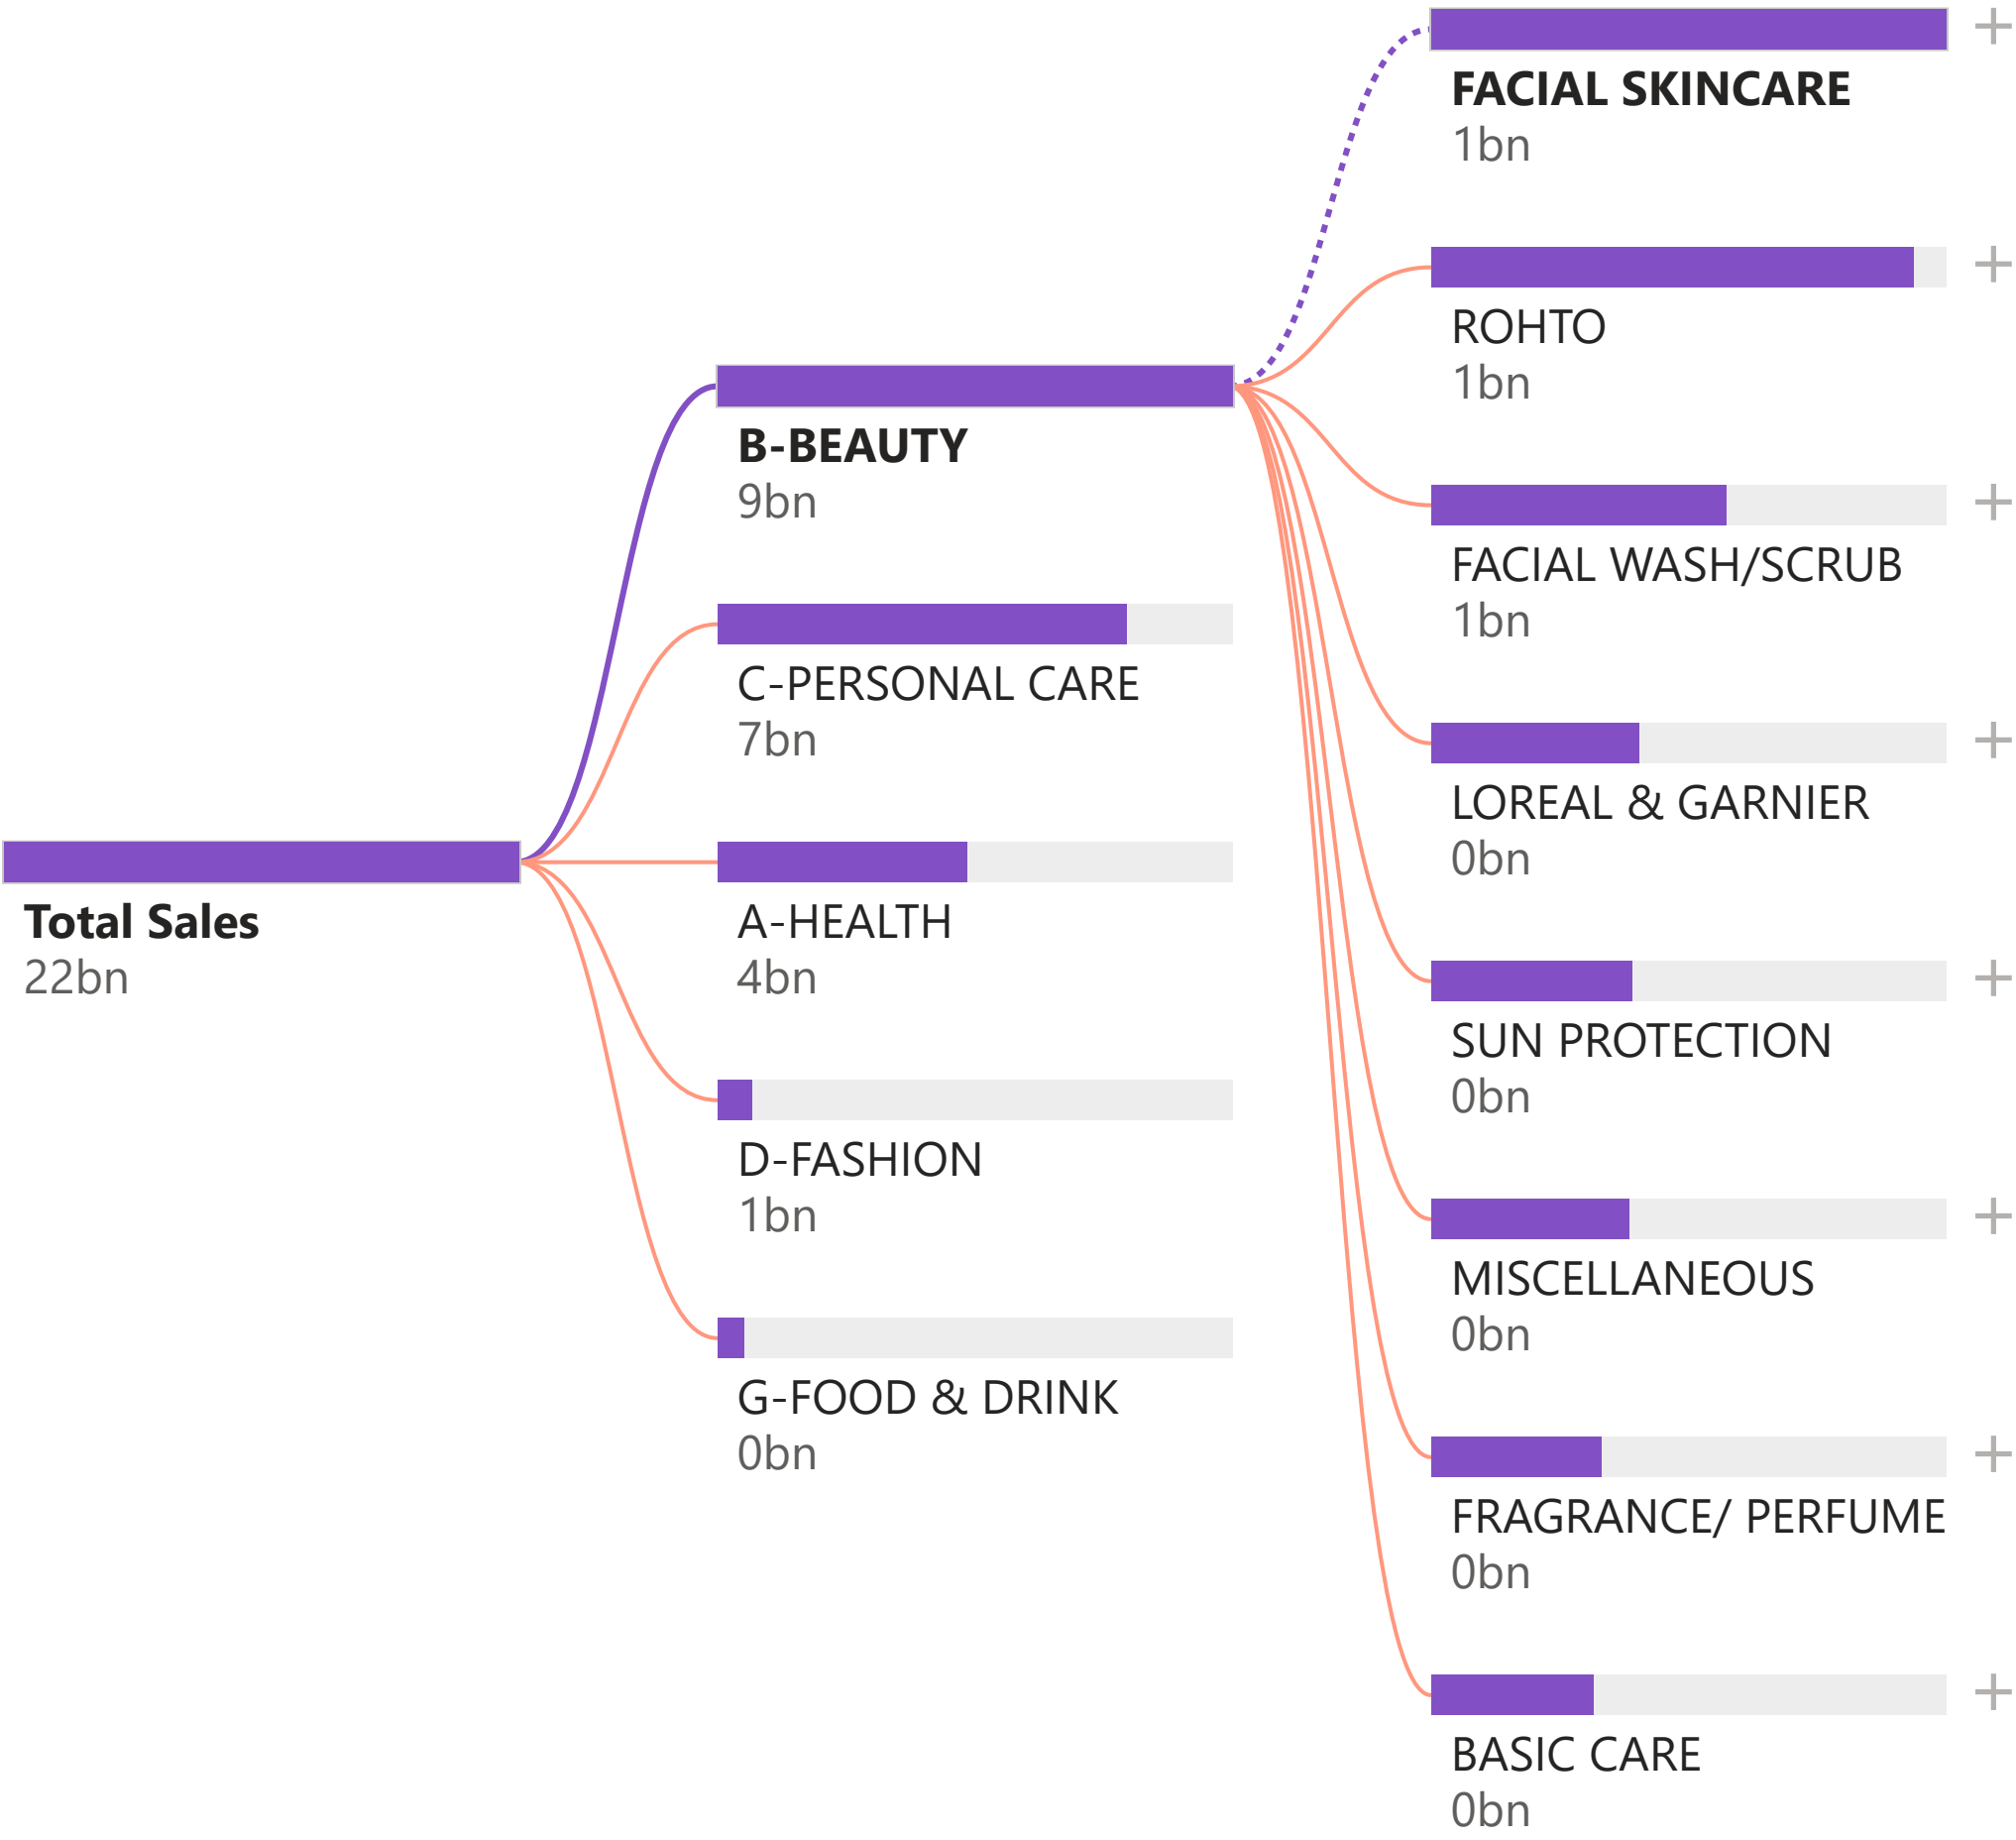 Total Sales
22bn
B-BEAUTY
9bn
C-PERSONAL CARE
7bn
A-HEALTH
4bn
D-FASHION
1bn
G-FOOD & DRINK
0bn
FACIAL SKINCARE
1bn
ROHTO
1bn
FACIAL WASH/SCRUB
1bn
LOREAL & GARNIER
0bn
SUN PROTECTION
0bn
MISCELLANEOUS
0bn
FRAGRANCE/ PERFUME
0bn
BASIC CARE
0bn